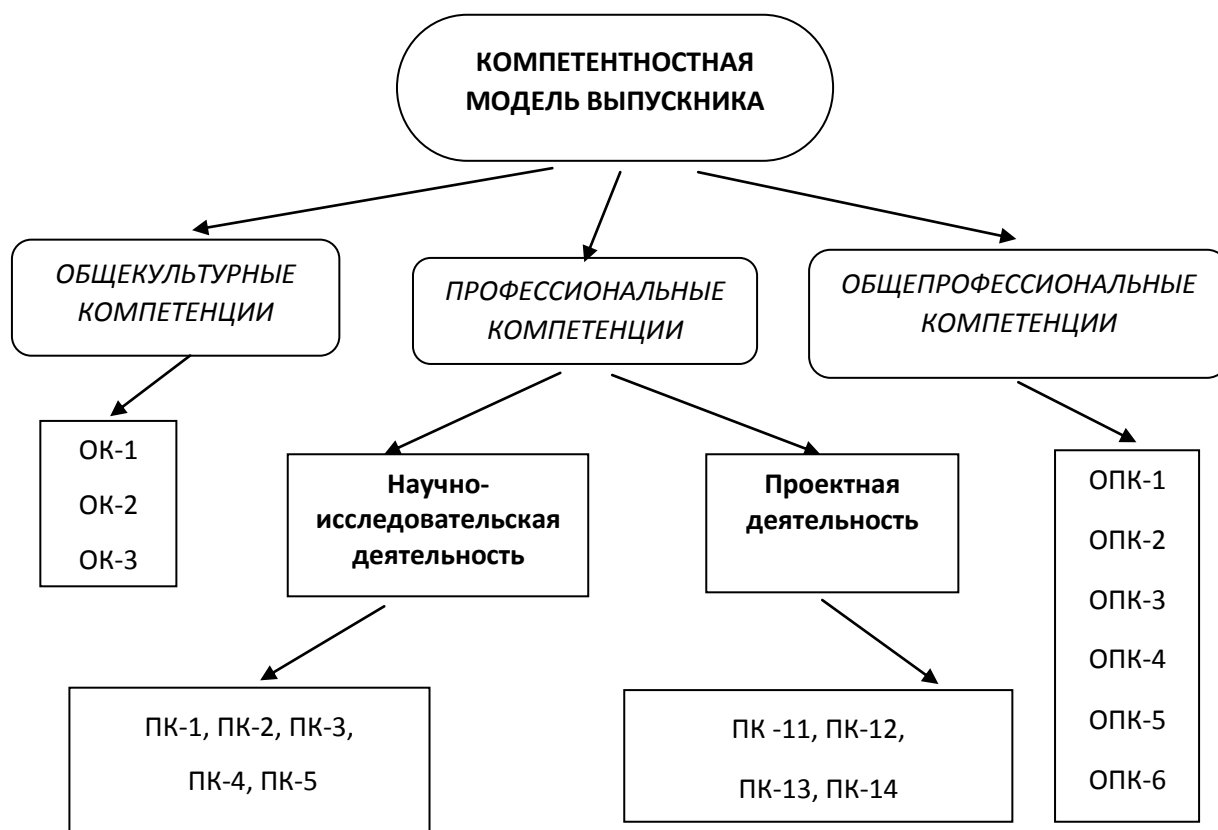 КОМПЕТЕНТНОСТНАЯ
МОДЕЛЬ ВЫПУСКНИКА
ОБЩЕКУЛЬТУРНЫЕ
КОМПЕТЕНЦИИ
ПРОФЕССИОНАЛЬНЫЕ
КОМПЕТЕНЦИИ
ОБЩЕПРОФЕССИОНАЛЬНЫЕ
КОМПЕТЕНЦИИ
ОК-1
ОК-2
ОК-3
Научно-
исследовательская
деятельность
Проектная
деятельность
ОПК-1
ОПК-2
ОПК-3
ОПК-4
ОПК-5
ОПК-6
ПК-1, ПК-2, ПК-3,
ПК-4, ПК-5
ПК -11, ПК-12,
ПК-13, ПК-14